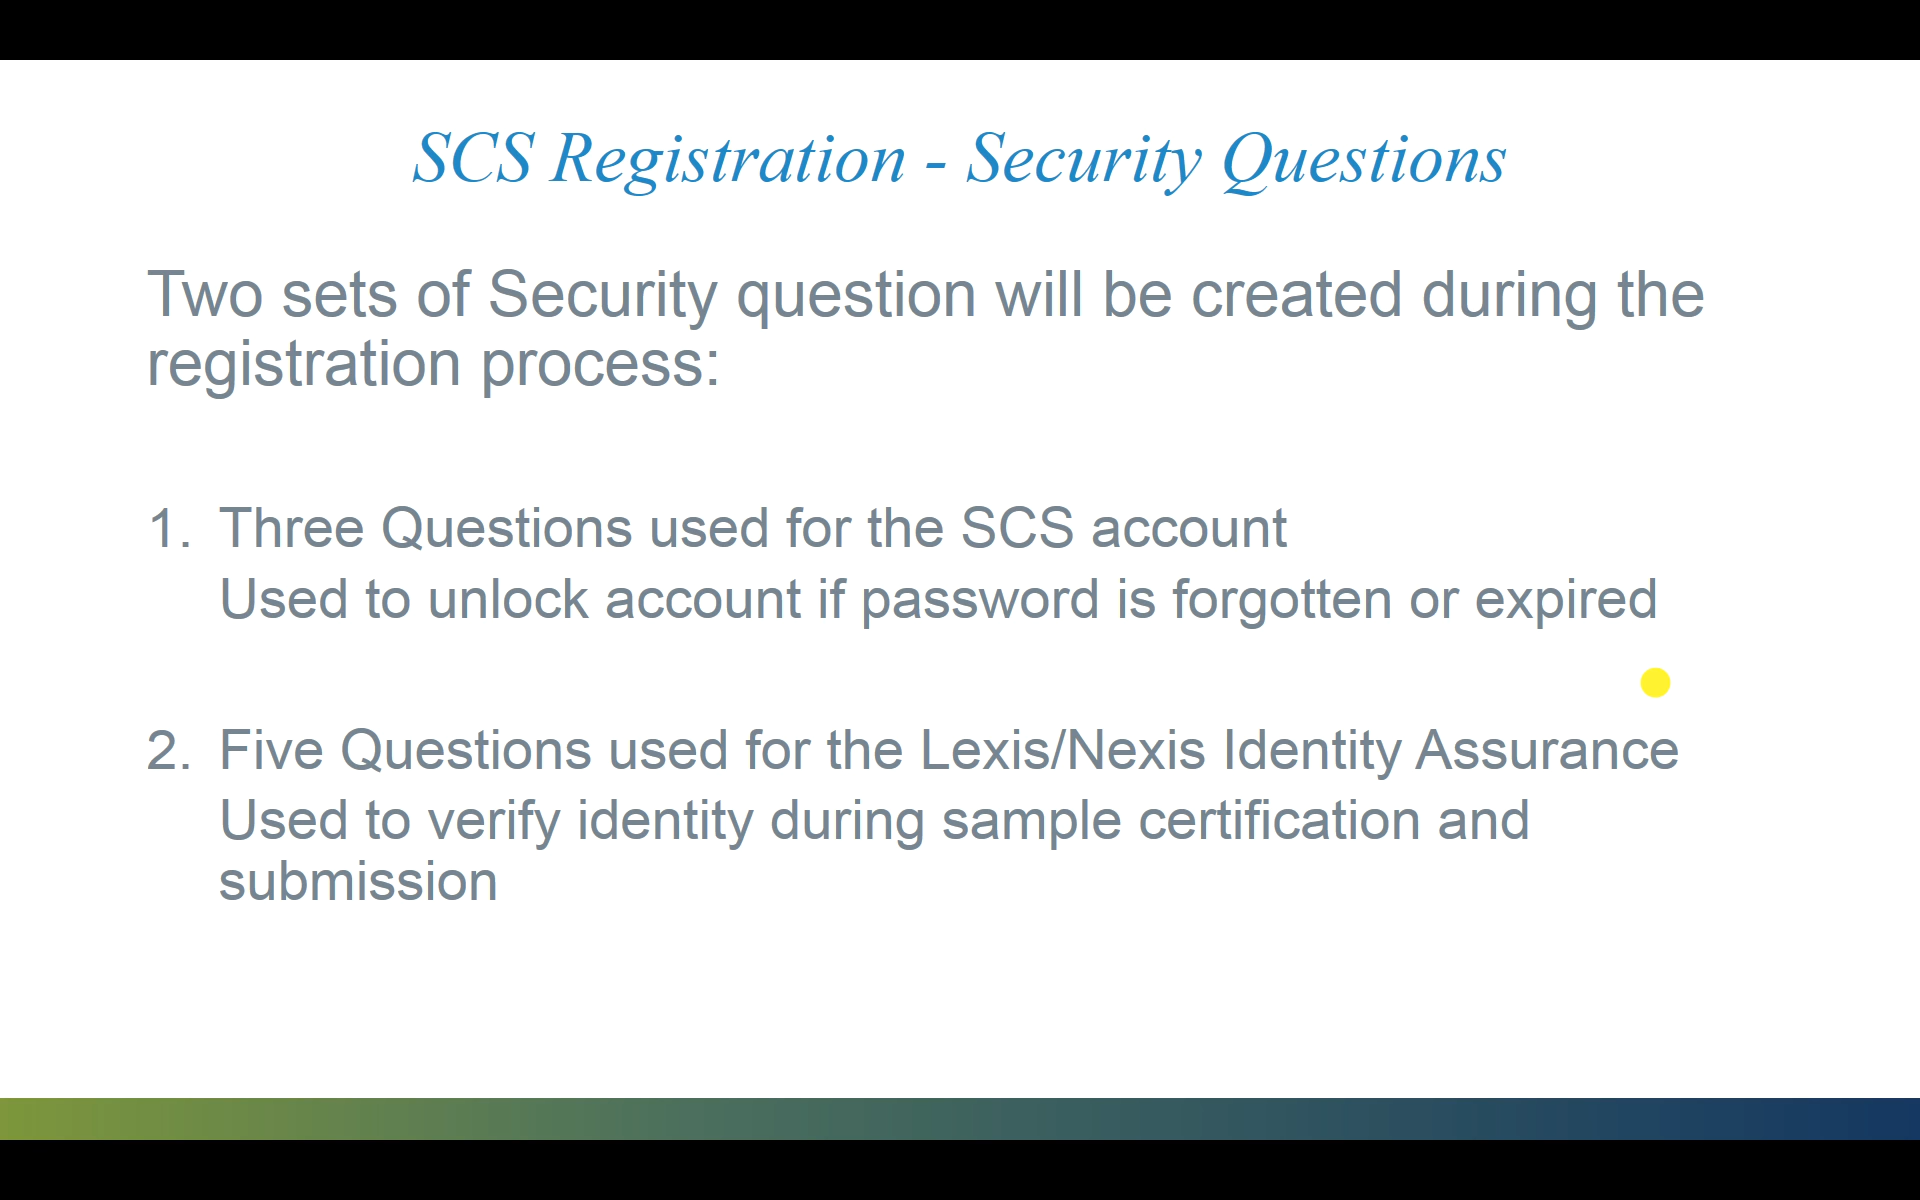 SCS Registration - Security Questions
Two sets of Security question will be created during the
registration process:
1. Three Questions used for the SCS account
Used to unlock account if password is forgotten or expired
2. Five Questions used for the Lexis/Nexis Identity Assurance
Used to verify identity during sample certification and
submission